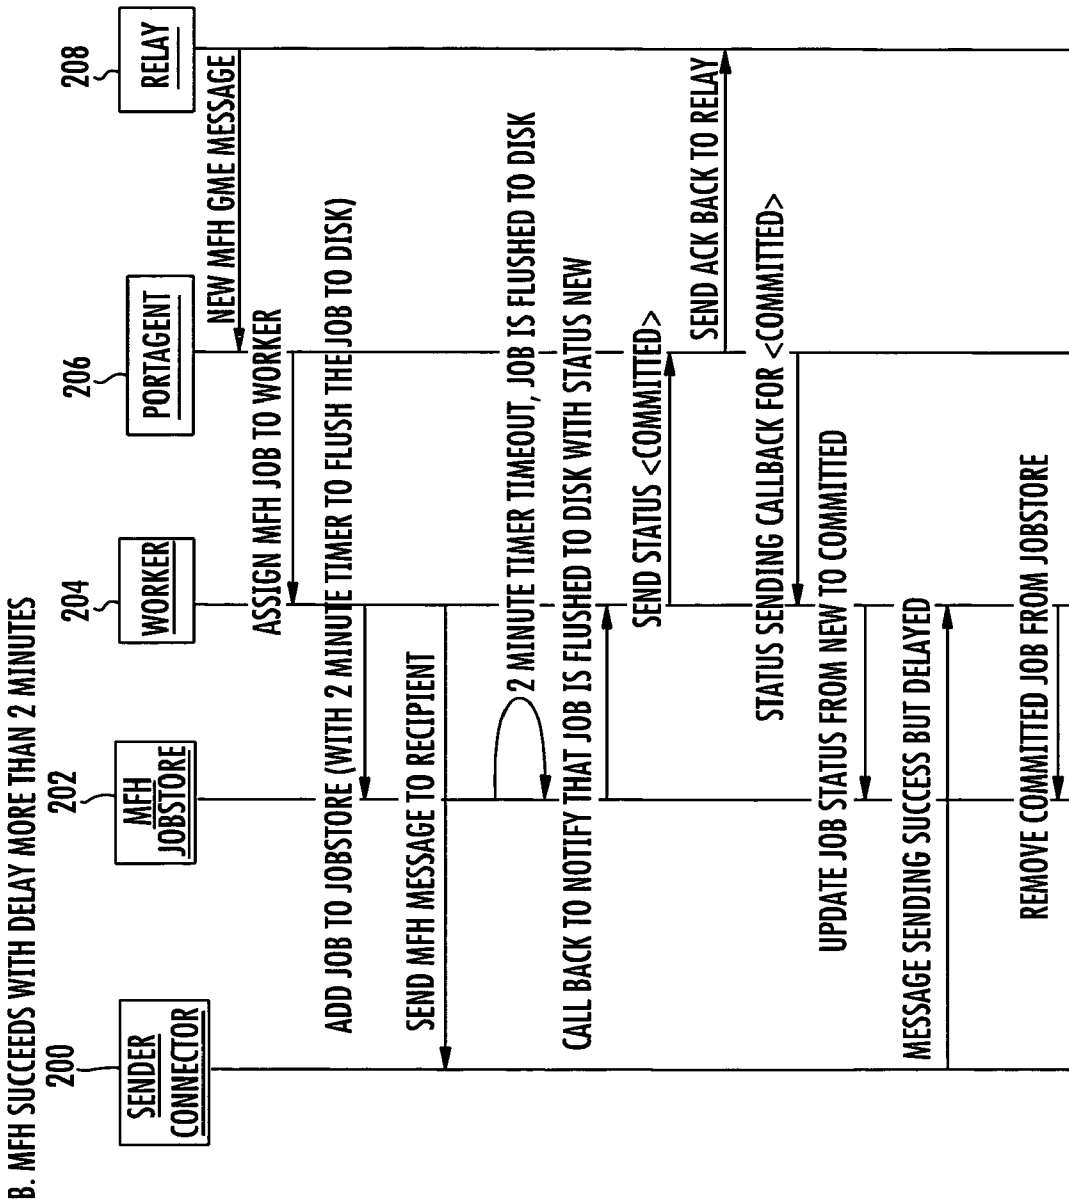 B. MFH SUCCEEDS WITH DELAY MORE THAN 2 MINUTES
200
202
204
206
208
SENDER
CONNECTOR
MFH
JOBSTORE
WORKER
PORTAGENT
RELAY
NEW MFH GME MESSAGE
ASSIGN MFH JOB TO WORKER
ADD JOB TO JOBSTORE (WITH 2 MINUTE TIMER TO FLUSH THE JOB TO DISK)
SEND MFH MESSAGE TO RECIPIENT
2 MINUTE TIMER TIMEOUT, JOB IS FLUSHED TO DISK
CALL BACK TO NOTIFY THAT JOB IS FLUSHED TO DISK WITH STATUS NEW
SEND STATUS <COMMITTED>
SEND ACK BACK TO RELAY
STATUS SENDING CALLBACK FOR <COMMITTED>
UPDATE JOB STATUS FROM NEW TO COMMITTED
MESSAGE SENDING SUCCESS BUT DELAYED
REMOVE COMMITTED JOB FROM JOBSTORE